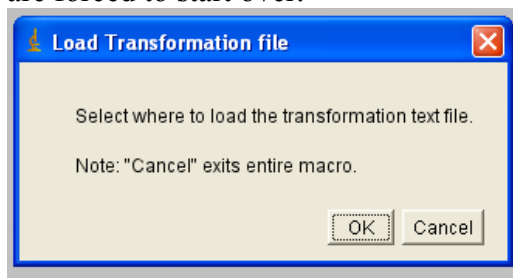 are forced to start over.
Load Transformation file
Select where to load the transformation text file.
Note: "Cancel" exits entire macro.
OK Cancel